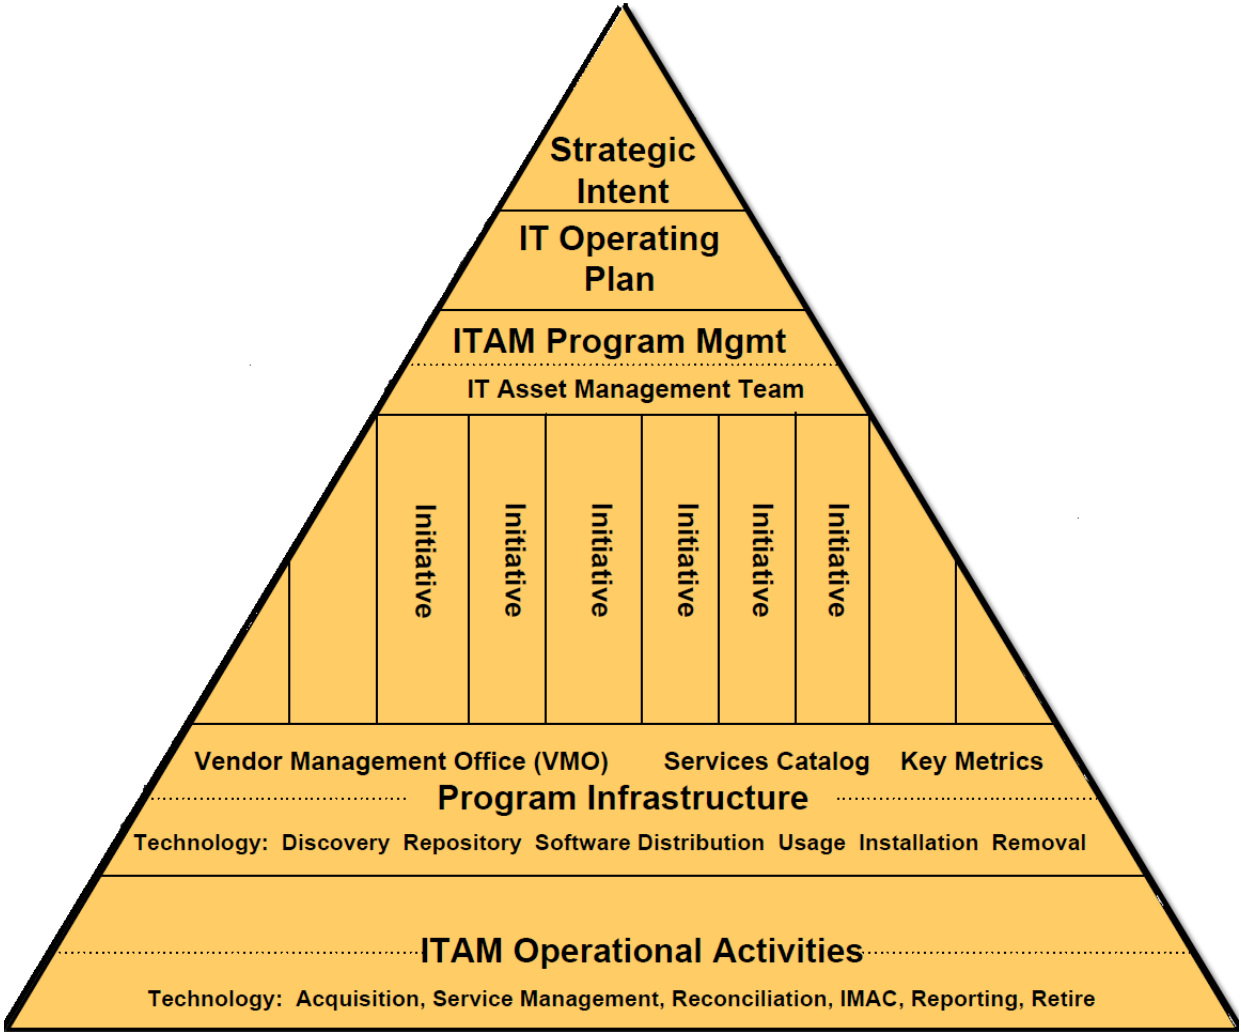 Strategic
Intent
IT Operating
Plan
ITAM Program Mgmt
IT Asset Management Team
Initiative
Initiative
Initiative
Initiative
Initiative
Initiative
Vendor Management Office (VMO) Services Catalog Key Metrics
Program Infrastructure
Technology: Discovery Repository Software Distribution Usage Installation Removal
ITAM Operational Activities
Technology: Acquisition, Service Management, Reconciliation, IMAC, Reporting, Retire